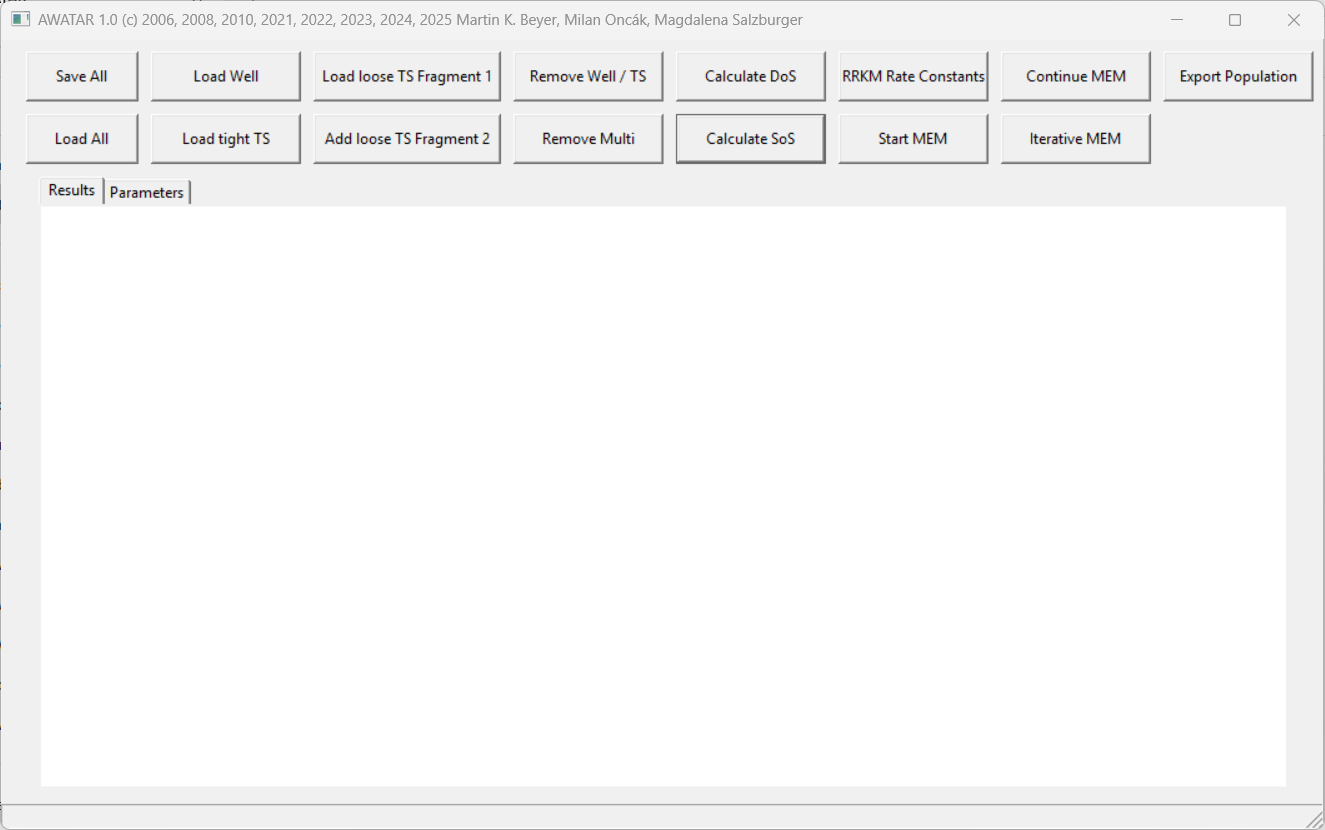 AWATAR 1.0 (c) 2006, 2008, 2010, 2021, 2022, 2023, 2024, 2025 Martin K. Beyer, Milan Oncák, Magdalena Salzburger
Save All Load Well Load loose TS Fragment 1 Remove Well / TS Calculate DoS RRKM Rate Constants Continue MEM Export Population
Load All Load tight TS Add loose TS Fragment 2 Remove Multi Calculate SoS Start MEM Iterative MEM
Results Parameters